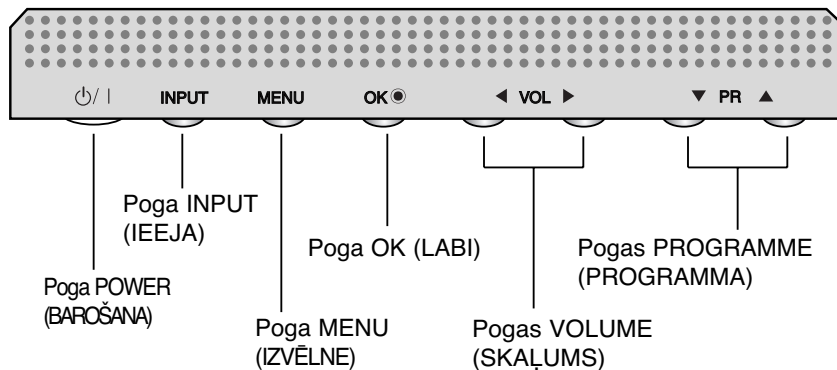 ⏻/ | INPUT MENU OK◉ ◀ VOL ▶ ▼ PR ▲
Poga INPUT
(IEEJA)
Poga OK (LABI)
Pogas PROGRAMME
(PROGRAMMA)
Poga POWER
(BAROŠANA)
Poga MENU
(IZVĒLNE)
Pogas VOLUME
(SKAĻUMS)